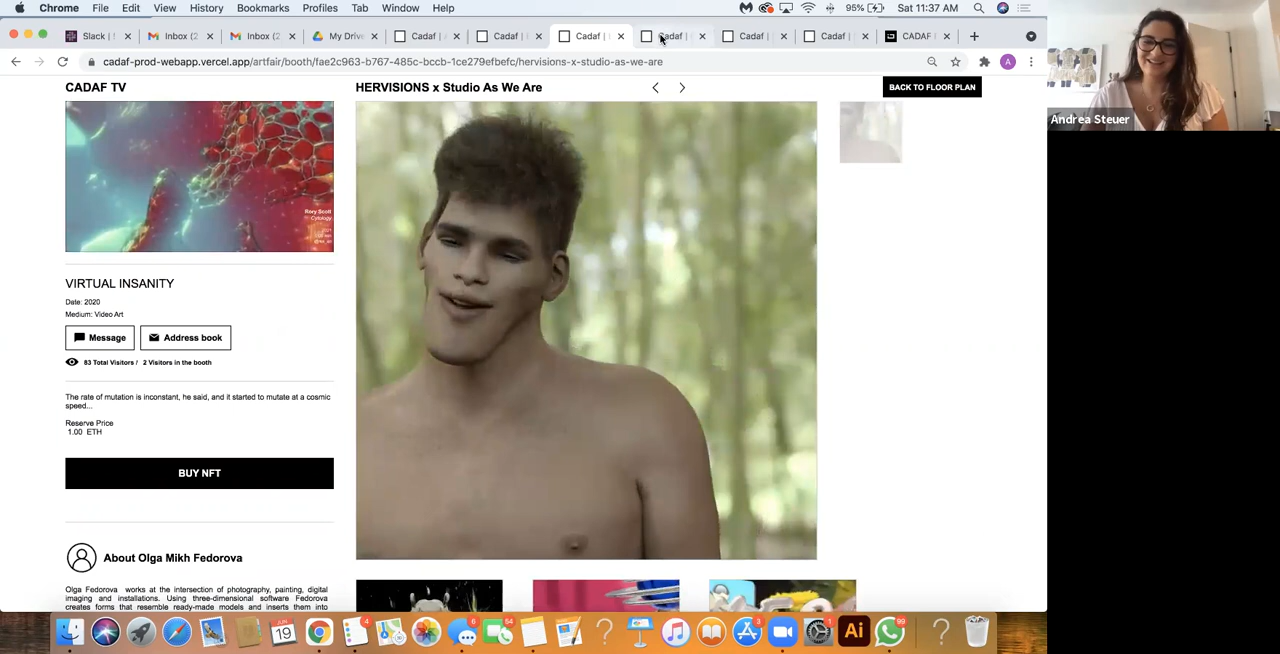 Chrome File Edit View History Bookmarks Profiles Tab Window Help 95% Sat 11:37 AM
Slack | Inbox (2 Inbox (2 My Drive Cadaf | Cadaf | Cadaf | Cadaf | Cadaf | Cadaf | CADAF
cadaf-prod-webapp.vercel.app/artfair/booth/fae2c963-b767-485c-bccb-1ce279efbefc/hervisions-x-studio-as-we-are
CADAF TV
HERVISIONS x Studio As We Are
BACK TO FLOOR PLAN
Andrea Steuer
Rory Scott
Cytology
VIRTUAL INSANITY
Date: 2020
Medium: Video Art
Message
Address book
83 Total Visitors / 2 Visitors in the booth
The rate of mutation is inconstant, he said, and it started to mutate at a cosmic
speed...
Reserve Price
1.00 ETH
BUY NFT
About Olga Mikh Fedorova
Olga Fedorova works at the intersection of photography, painting, digital
imaging and installations. Using three-dimensional software Fedorova
creates forms that resemble ready-made models and inserts them into
19
Ai